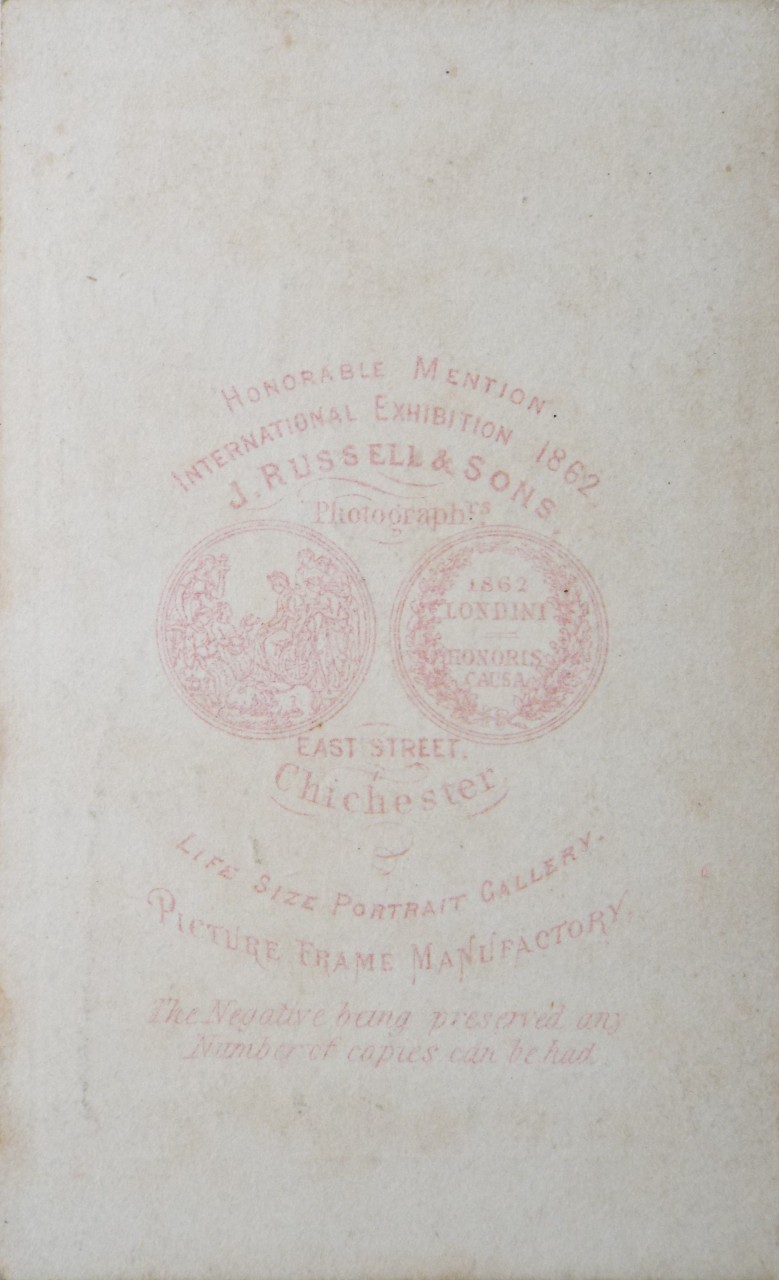 HONORABLE MENTION
INTERNATIONAL EXHIBITION 1862
J. RUSSELL & SONS
Photographrs
1862
LONDINI
HONORIS
CAUSA
EAST STREET.
Chichester
LIFE SIZE PORTRAIT GALLERY.
PICTURE FRAME MANUFACTORY
The Negative being preserved any
Number of copies can be had.